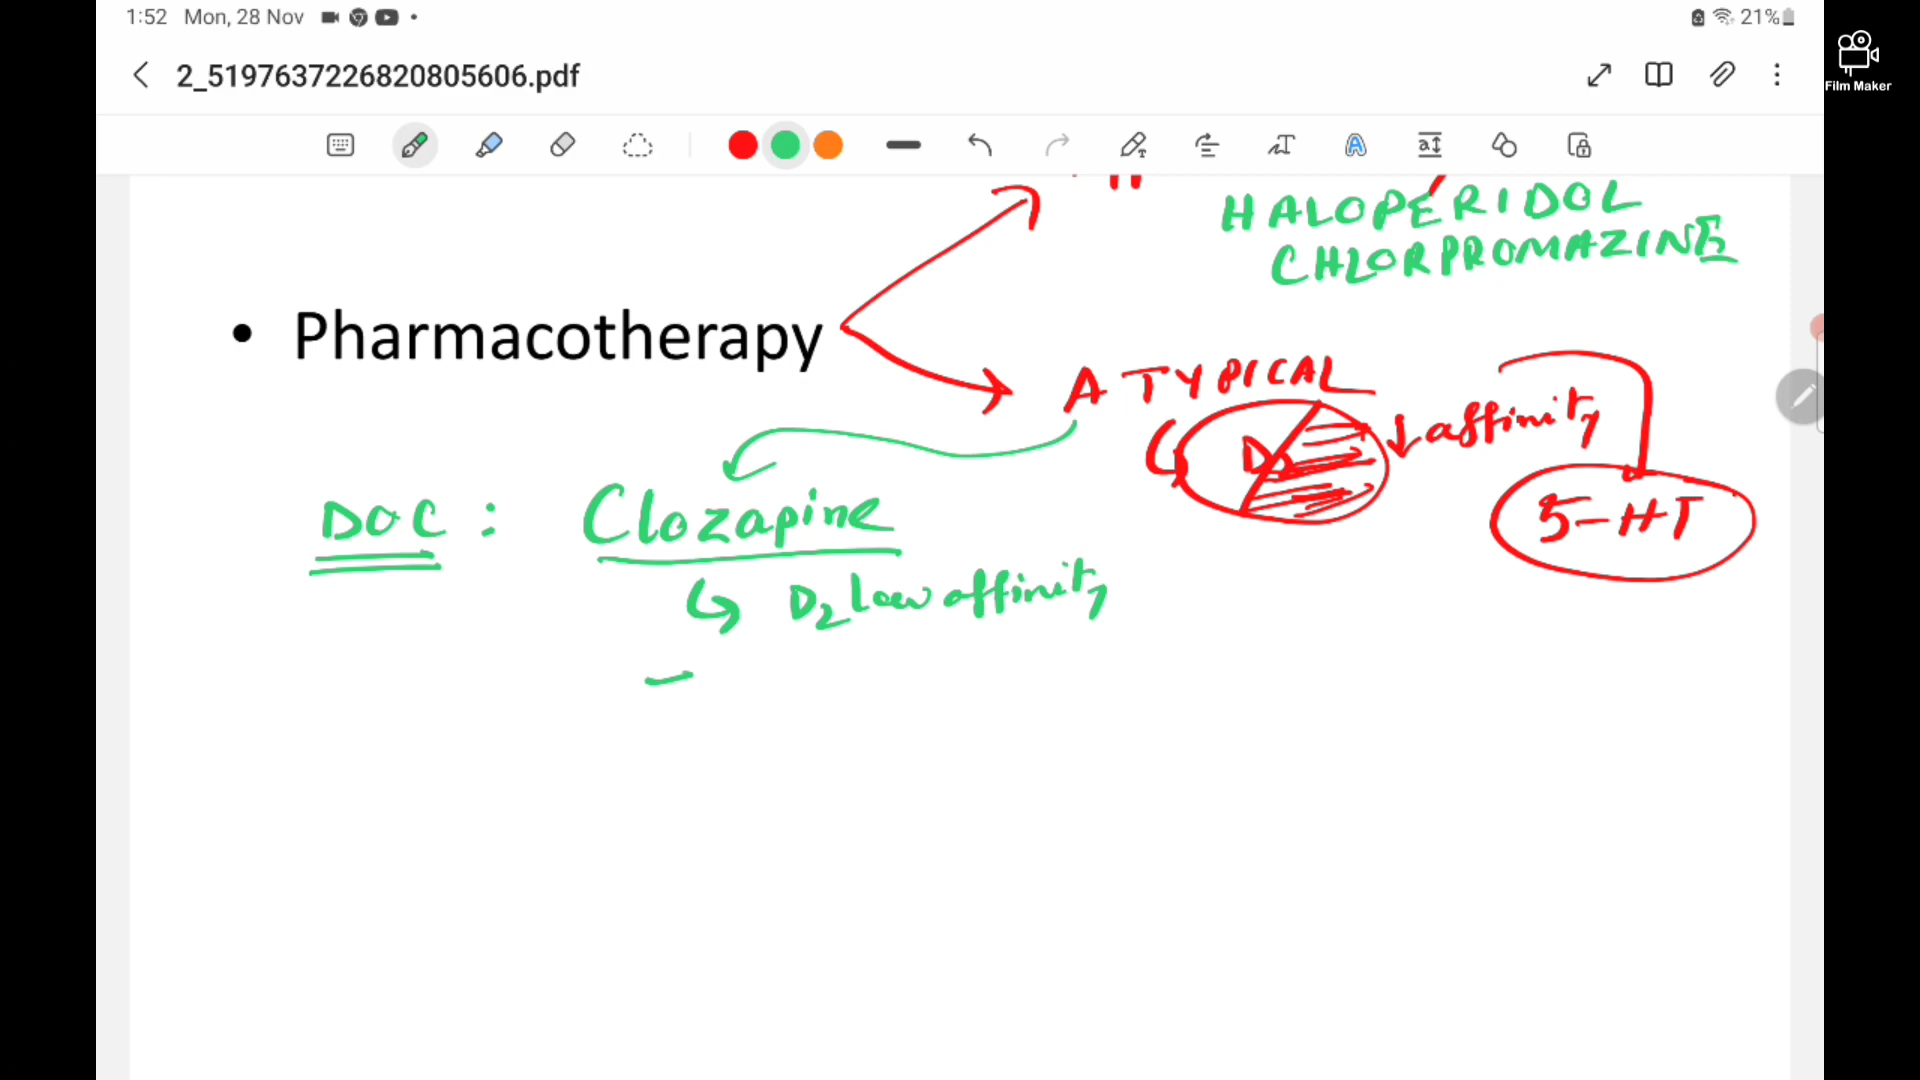 1:52 Mon, 28 Nov 21%
Film Maker
2_5197637226820805606.pdf
HALOPERIDOL
CHLORPROMAZINE
• Pharmacotherapy
ATYPICAL
D2 ↓ affinity
5-HT
DOC : Clozapine
D2 low affinity